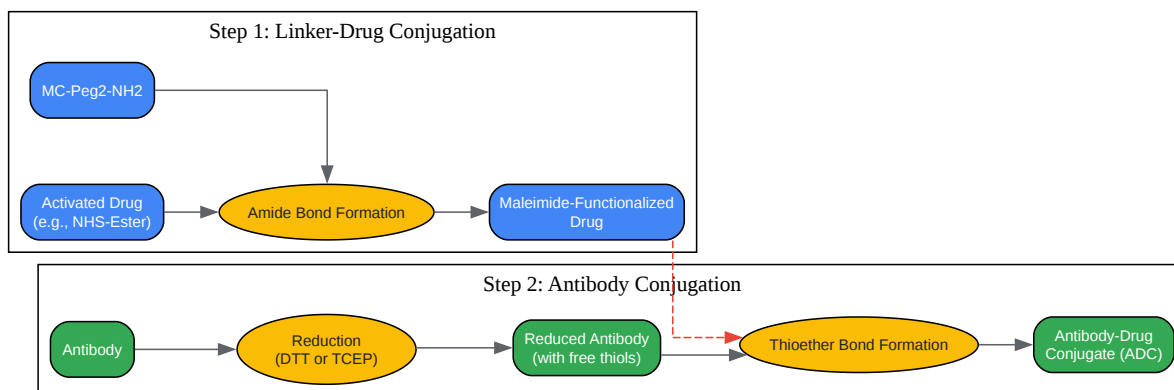 Step 1: Linker-Drug Conjugation
MC-Peg2-NH2
Activated Drug
(e.g., NHS-Ester)
Amide Bond Formation
Maleimide-Functionalized
Drug
Step 2: Antibody Conjugation
Antibody
Reduction
(DTT or TCEP)
Reduced Antibody
(with free thiols)
Thioether Bond Formation
Antibody-Drug
Conjugate (ADC)